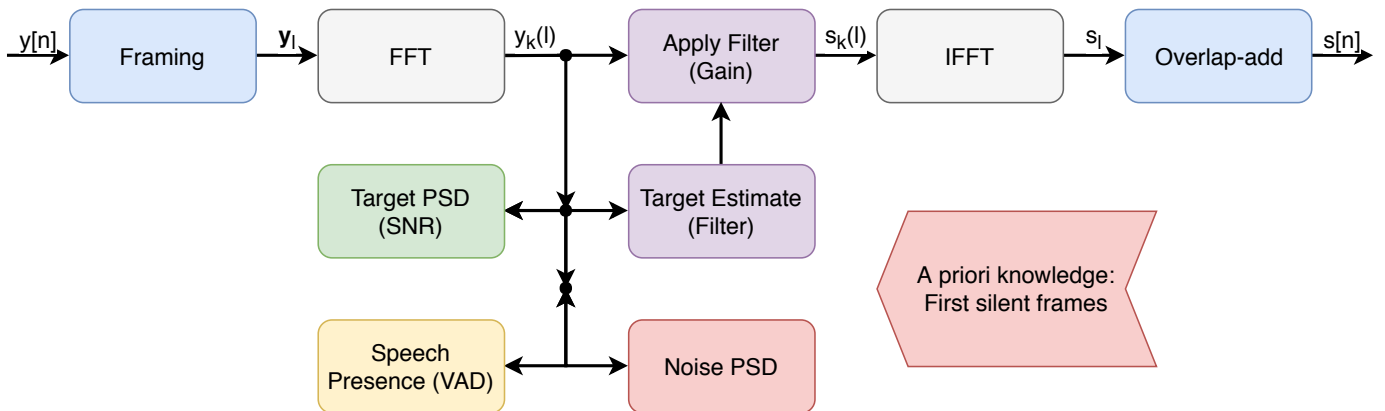 y[n]
Framing
y_l
FFT
y_k(l)
Apply Filter
(Gain)
s_k(l)
IFFT
s_l
Overlap-add
s[n]
Target PSD
(SNR)
Target Estimate
(Filter)
A priori knowledge:
First silent frames
Speech
Presence (VAD)
Noise PSD